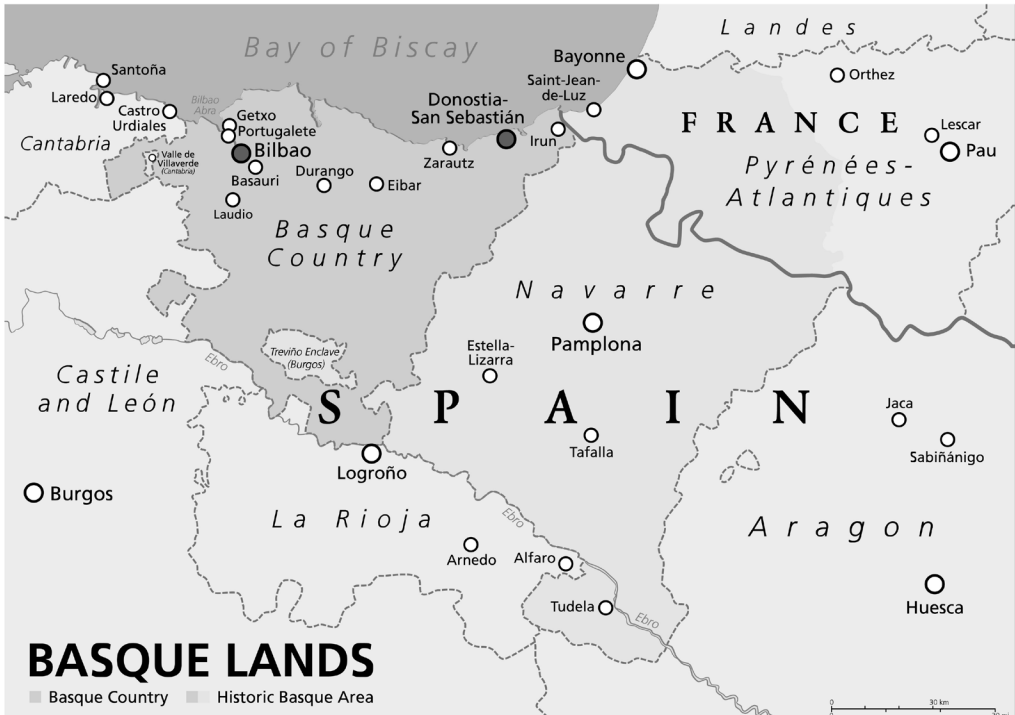 Landes
Bay of Biscay
Bayonne
Santoña
Orthez
Saint-Jean-
de-Luz
Laredo
Bilbao
Abra
Castro
Urdiales
Donostia-
San Sebastián
Getxo
Portugalete
FRANCE
Lescar
Pau
Cantabria
Irun
Bilbao
Valle de
Villaverde
(Cantabria)
Zarautz
Pyrénées-
Atlantiques
Basauri
Durango
Eibar
Laudio
Basque
Country
Navarre
Pamplona
Estella-
Lizarra
Ebro
Treviño Enclave
(Burgos)
Castile
and León
SPAIN
Jaca
Tafalla
Sabiñánigo
Logroño
Burgos
La Rioja
Ebro
Aragon
Arnedo
Alfaro
Huesca
Tudela
Ebro
BASQUE LANDS
Basque Country
Historic Basque Area
0
30 km